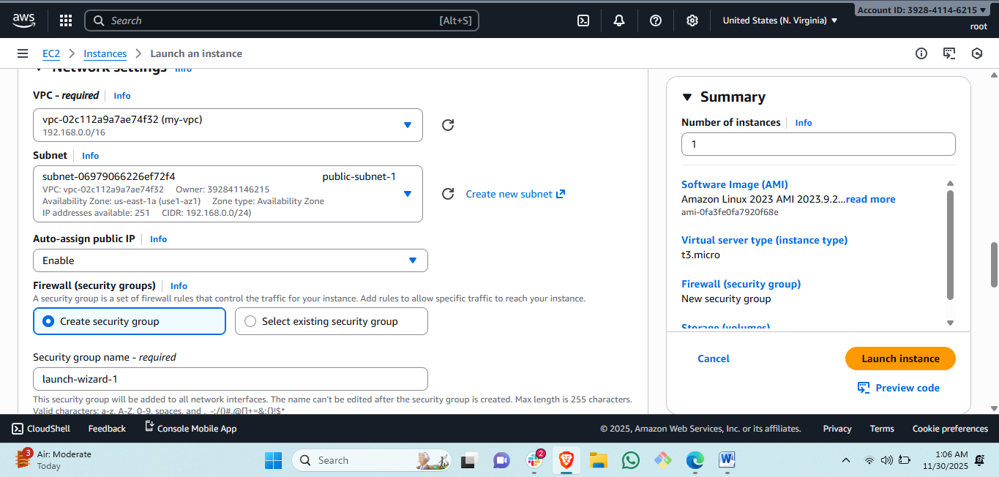 aws
Search [Alt+S]
United States (N. Virginia)
Account ID: 3928-4114-6215
root
EC2
Instances
Launch an instance
Network settings Info
VPC - required Info
vpc-02c112a9a7ae74f32 (my-vpc)
192.168.0.0/16
Subnet Info
subnet-06979066226ef72f4 public-subnet-1
VPC: vpc-02c112a9a7ae74f32 Owner: 392841146215
Availability Zone: us-east-1a (use1-az1) Zone type: Availability Zone
IP addresses available: 251 CIDR: 192.168.0.0/24)
Create new subnet
Auto-assign public IP Info
Enable
Firewall (security groups) Info
A security group is a set of firewall rules that control the traffic for your instance. Add rules to allow specific traffic to reach your instance.
Create security group
Select existing security group
Security group name - required
launch-wizard-1
This security group will be added to all network interfaces. The name can't be edited after the security group is created. Max length is 255 characters.
Valid characters: a-z, A-Z, 0-9, spaces, and ._-:/()#,@[]+=&;{}!$*
Summary
Number of instances Info
1
Software Image (AMI)
Amazon Linux 2023 AMI 2023.9.2...read more
ami-0fa3fe0fa7920f68e
Virtual server type (instance type)
t3.micro
Firewall (security group)
New security group
Storage (volumes)
Cancel
Launch instance
Preview code
CloudShell
Feedback
Console Mobile App
© 2025, Amazon Web Services, Inc. or its affiliates.
Privacy
Terms
Cookie preferences
3
Air: Moderate
Today
Search
2
W
1:06 AM
11/30/2025